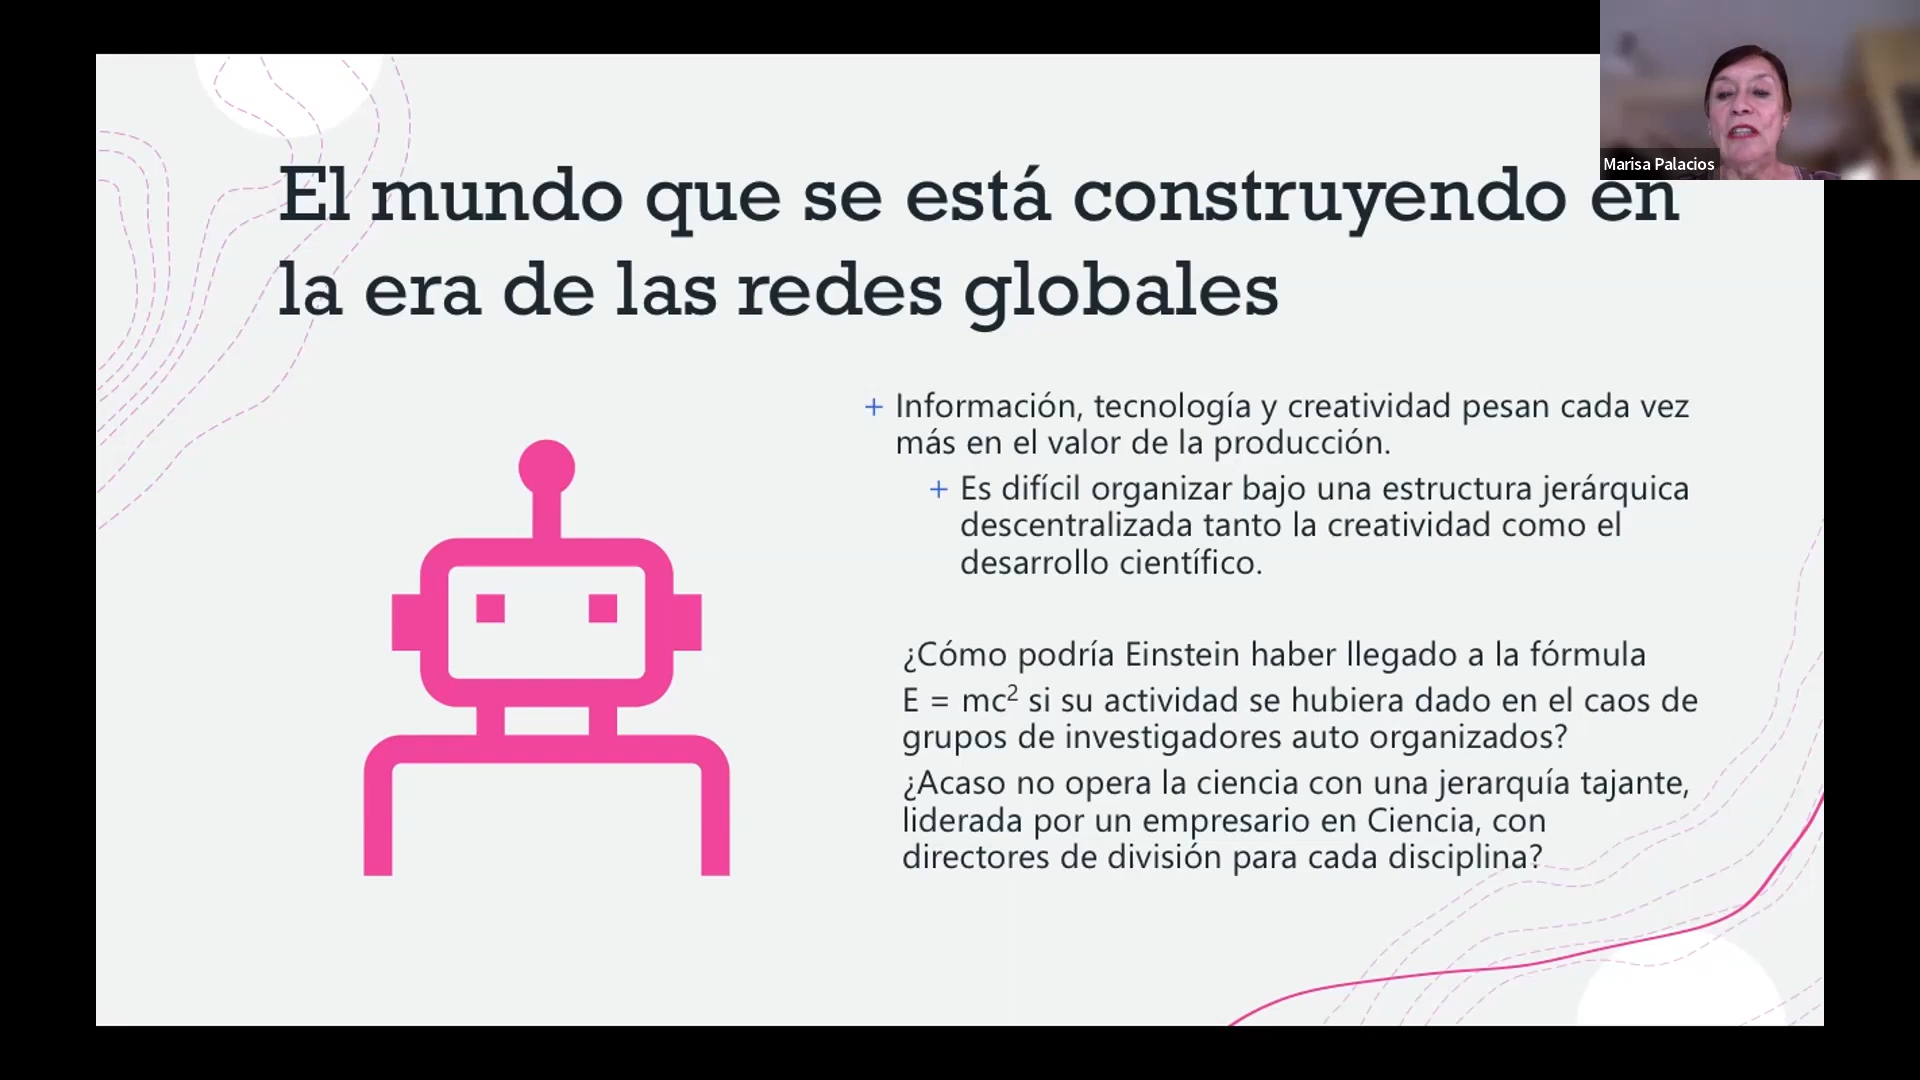 Marisa Palacios
El mundo que se está construyendo en
la era de las redes globales
+ Información, tecnología y creatividad pesan cada vez
más en el valor de la producción.
+ Es difícil organizar bajo una estructura jerárquica
descentralizada tanto la creatividad como el
desarrollo científico.
¿Cómo podría Einstein haber llegado a la fórmula
E = mc² si su actividad se hubiera dado en el caos de
grupos de investigadores auto organizados?
¿Acaso no opera la ciencia con una jerarquía tajante,
liderada por un empresario en Ciencia, con
directores de división para cada disciplina?